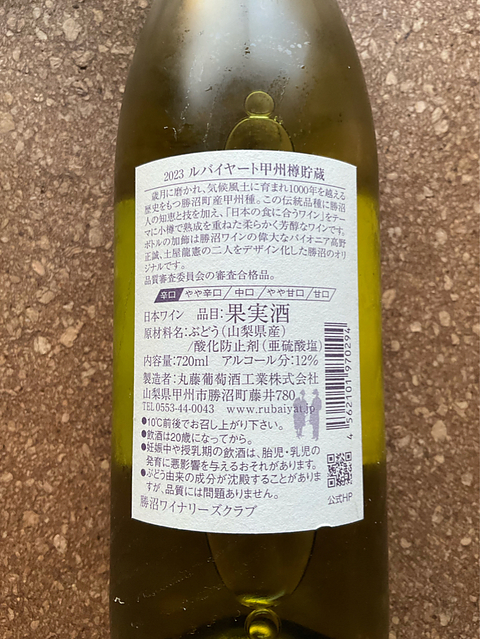 2023 ルバイヤート甲州樽貯蔵
歳月に磨かれ、気候風土に育まれ1000年を越える
歴史をもつ勝沼町産甲州種。この伝統品種に勝沼
人の知恵と技を加え、「日本の食に合うワイン」をテー
マに小樽で熟成を重ねた柔らかく芳醇なワインです。
ボトルの加飾は勝沼ワインの偉大なパイオニア高野
正誠、土屋龍憲の二人をデザイン化した勝沼のオリ
ジナルです。
品質審査委員会の審査合格品。
辛口/やや辛口/中口/やや甘口/甘口
日本ワイン 品目:果実酒
原材料名:ぶどう(山梨県産)
/酸化防止剤(亜硫酸塩)
内容量:720ml アルコール分:12%
製造者:丸藤葡萄酒工業株式会社
山梨県甲州市勝沼町藤井780
TEL 0553-44-0043 www.rubaiyat.jp
●10℃前後でお召し上がり下さい。
●飲酒は20歳になってから。
●妊娠中や授乳期の飲酒は、胎児・乳児の
発育に悪影響を与えるおそれがあります。
●ぶどう由来の成分が沈殿することがありま
すが、品質には問題ありません。
勝沼ワイナリーズクラブ
4 562101 970294
公式HP